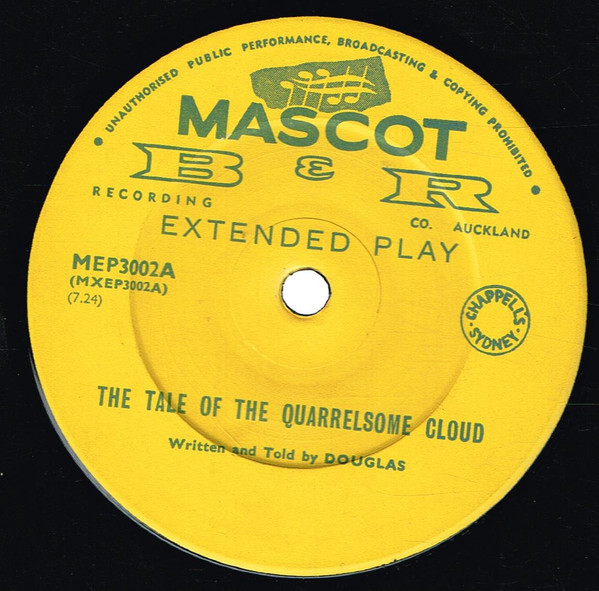 • UNAUTHORISED PUBLIC PERFORMANCE, BROADCASTING & COPYING PROHIBITED •
MASCOT
B & R
RECORDING CO. AUCKLAND
EXTENDED PLAY
MEP3002A
(MXEP3002A)
(7.24)
CHAPPELL'S
SYDNEY
THE TALE OF THE QUARRELSOME CLOUD
Written and Told by DOUGLAS